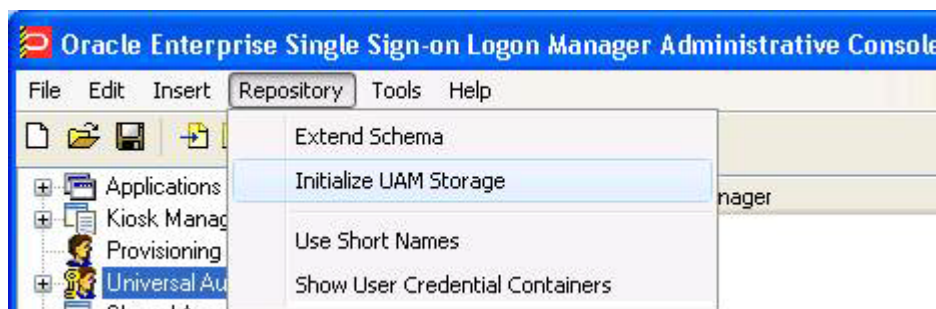 Oracle Enterprise Single Sign-on Logon Manager Administrative Console
File Edit Insert Repository Tools Help
Extend Schema
Initialize UAM Storage
Use Short Names
Show User Credential Containers
Applications
Kiosk Manag
Provisioning
Universal Au
nager